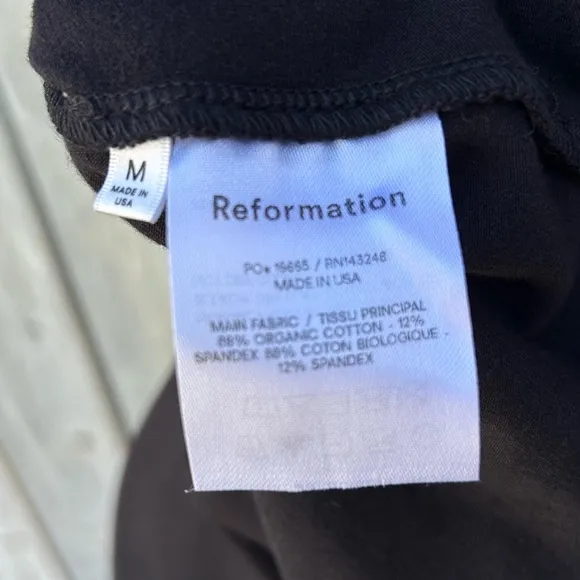 M
MADE IN
USA
Reformation
PO# 15665 / RN143246
MADE IN USA
MAIN FABRIC / TISSU PRINCIPAL
88% ORGANIC COTTON - 12%
SPANDEX 88% COTON BIOLOGIQUE -
12% SPANDEX